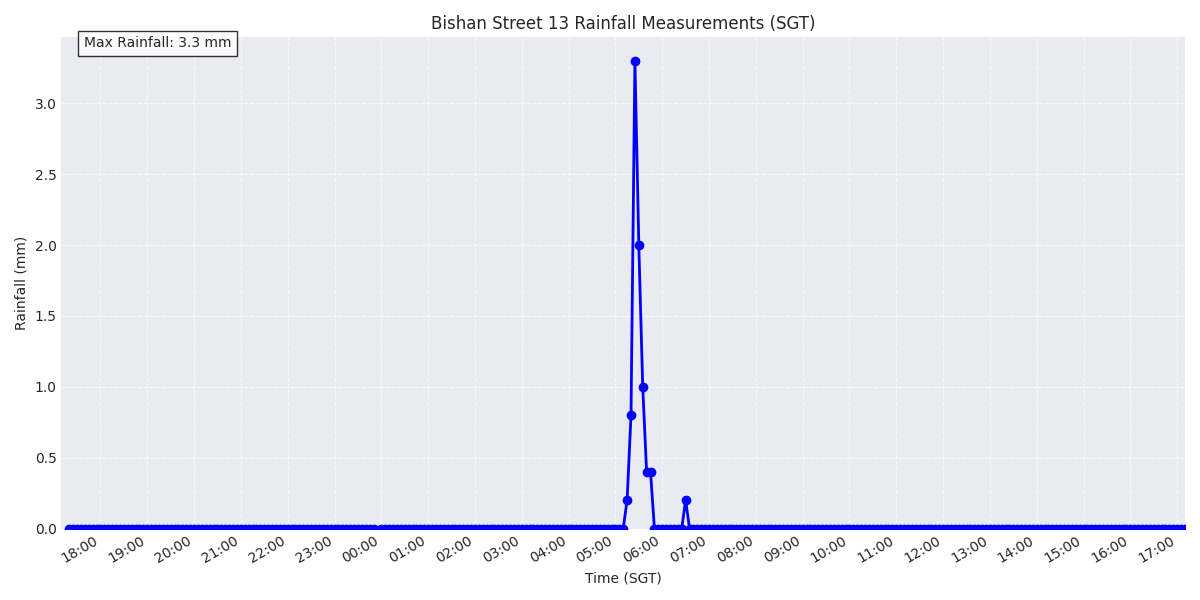 Bishan Street 13 Rainfall Measurements (SGT)
Max Rainfall: 3.3 mm
Rainfall (mm)
3.0
2.5
2.0
1.5
1.0
0.5
0.0
18:00 19:00 20:00 21:00 22:00 23:00 00:00 01:00 02:00 03:00 04:00 05:00 06:00 07:00 08:00 09:00 10:00 11:00 12:00 13:00 14:00 15:00 16:00 17:00
Time (SGT)